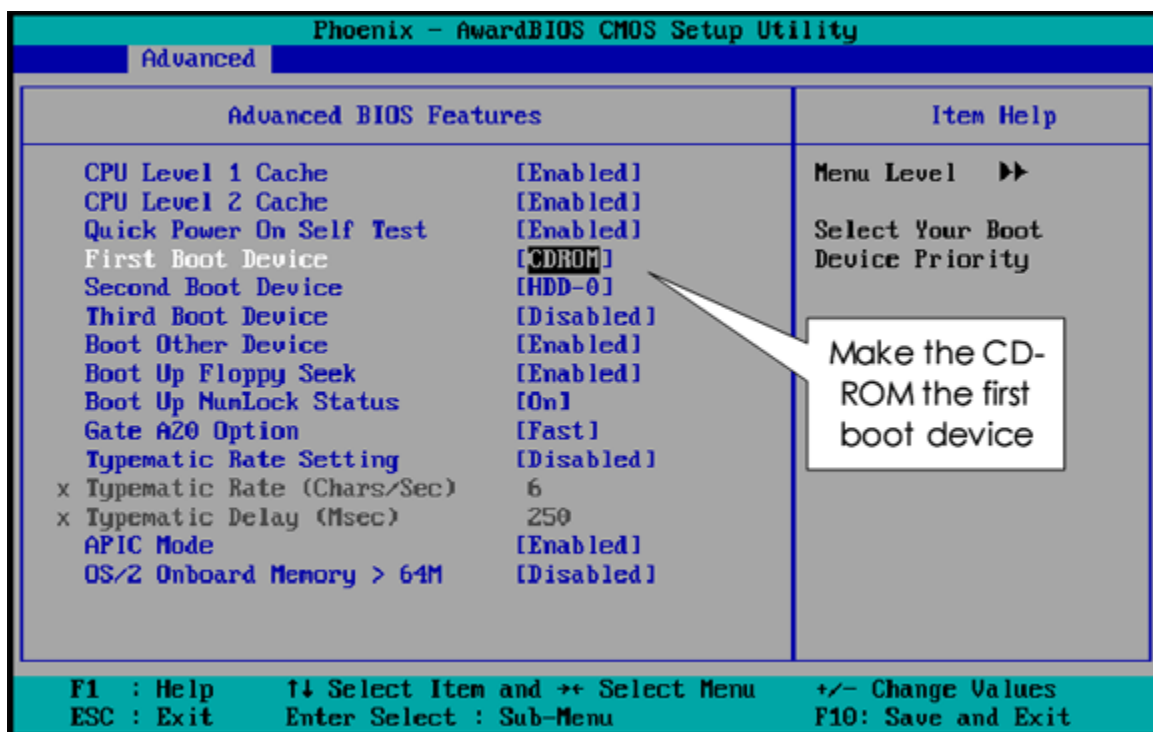 Phoenix - AwardBIOS CMOS Setup Utility
Advanced
Advanced BIOS Features
CPU Level 1 Cache [Enabled]
CPU Level 2 Cache [Enabled]
Quick Power On Self Test [Enabled]
First Boot Device [CDROM]
Second Boot Device [HDD-0]
Third Boot Device [Disabled]
Boot Other Device [Enabled]
Boot Up Floppy Seek [Enabled]
Boot Up NumLock Status [On]
Gate A20 Option [Fast]
Typematic Rate Setting [Disabled]
x Typematic Rate (Chars/Sec) 6
x Typematic Delay (Msec) 250
APIC Mode [Enabled]
OS/2 Onboard Memory > 64M [Disabled]
Item Help
Menu Level ▸▸
Select Your Boot
Device Priority
Make the CD-
ROM the first
boot device
F1 : Help ↑↓ Select Item and →← Select Menu +/- Change Values
ESC : Exit Enter Select : Sub-Menu F10: Save and Exit